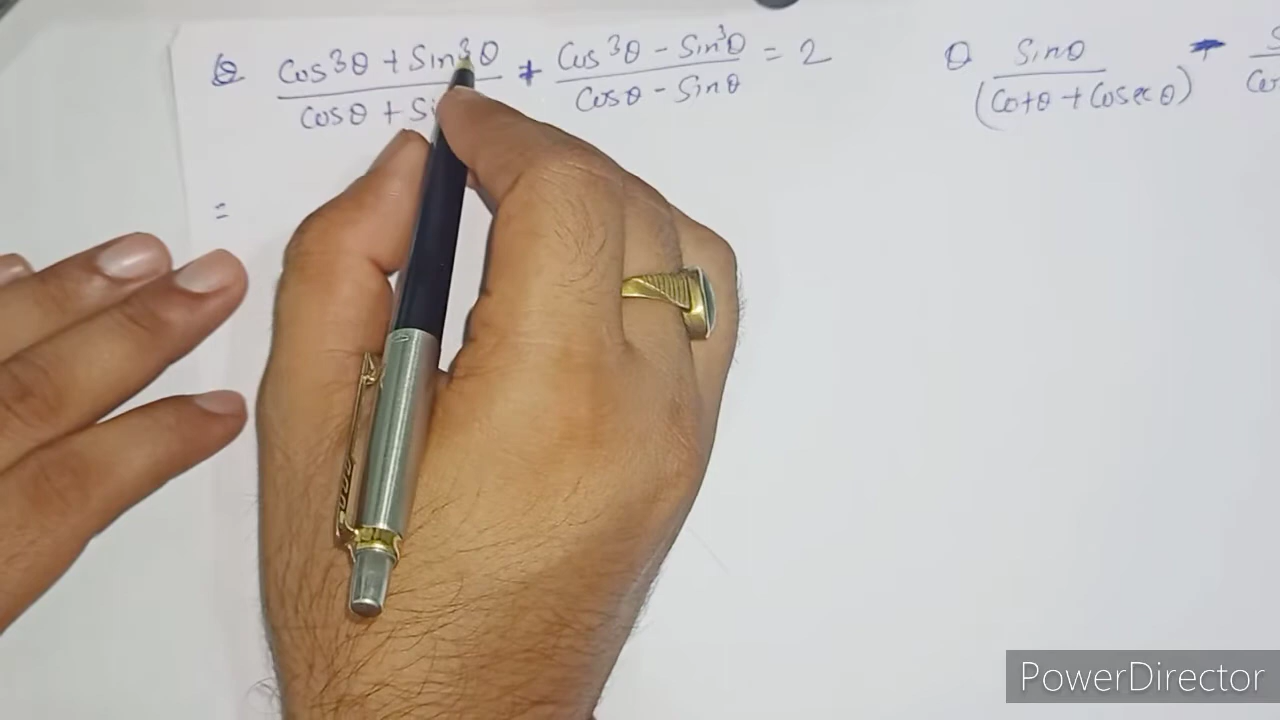 Q cos³θ + sin³θ / cosθ + Si + cos³θ − sin³θ / cosθ − sinθ = 2
=
Q sinθ / (cotθ + cosecθ) +
PowerDirector